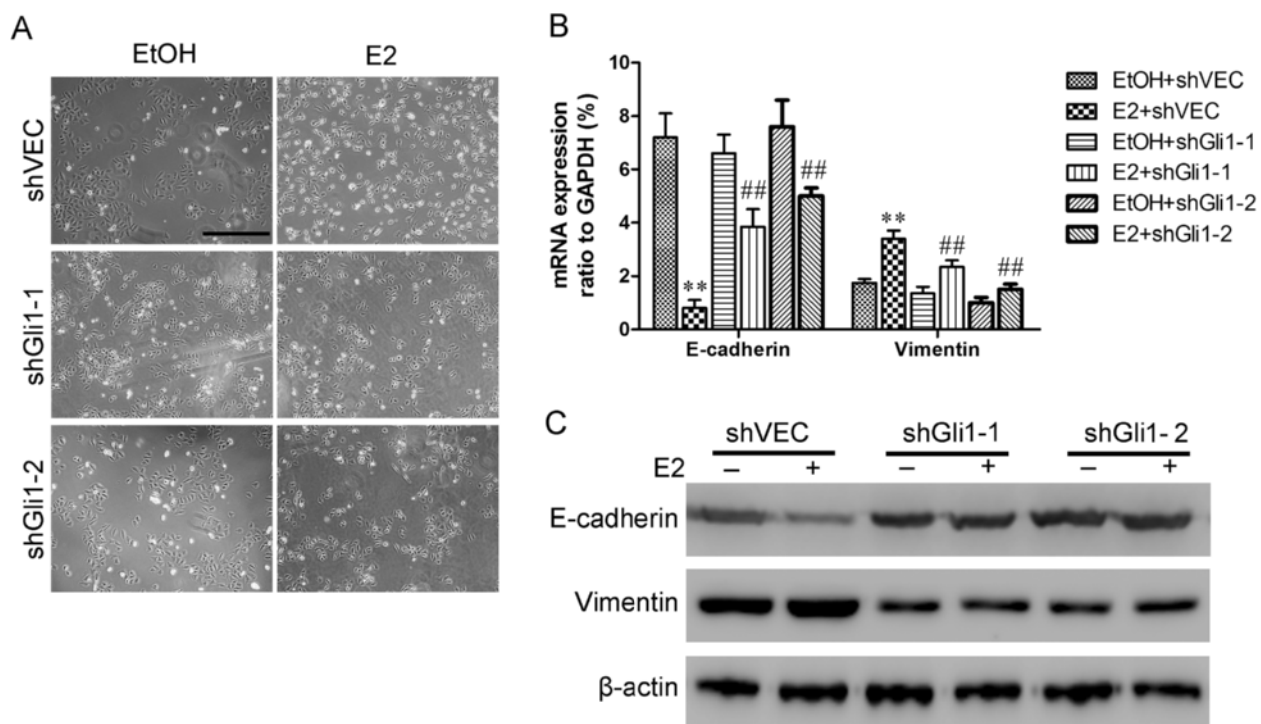 A
EtOH
E2
shVEC
shGli1-1
shGli1-2
B
mRNA expression
ratio to GAPDH (%)
10
8
6
4
2
0
**
##
##
**
##
##
E-cadherin
Vimentin
EtOH+shVEC
E2+shVEC
EtOH+shGli1-1
E2+shGli1-1
EtOH+shGli1-2
E2+shGli1-2
C
shVEC
shGli1-1
shGli1-2
E2 – + – + – +
E-cadherin
Vimentin
β-actin